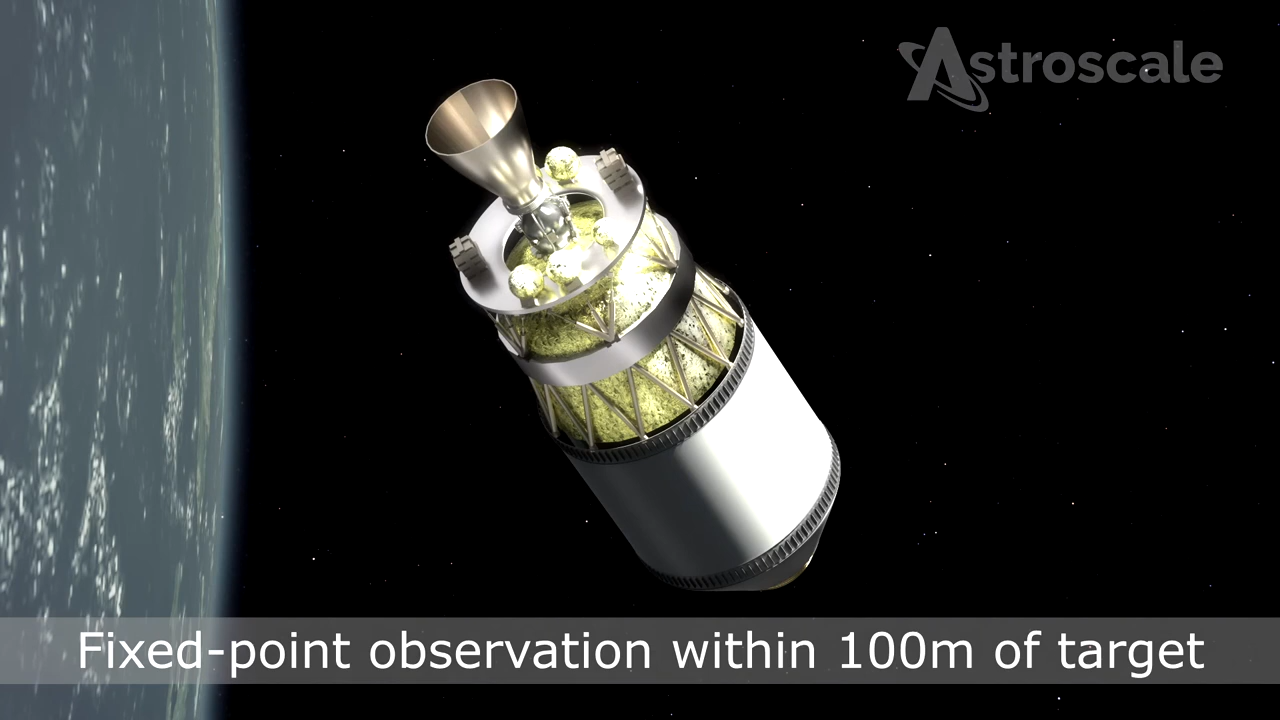 Astroscale
Fixed-point observation within 100m of target